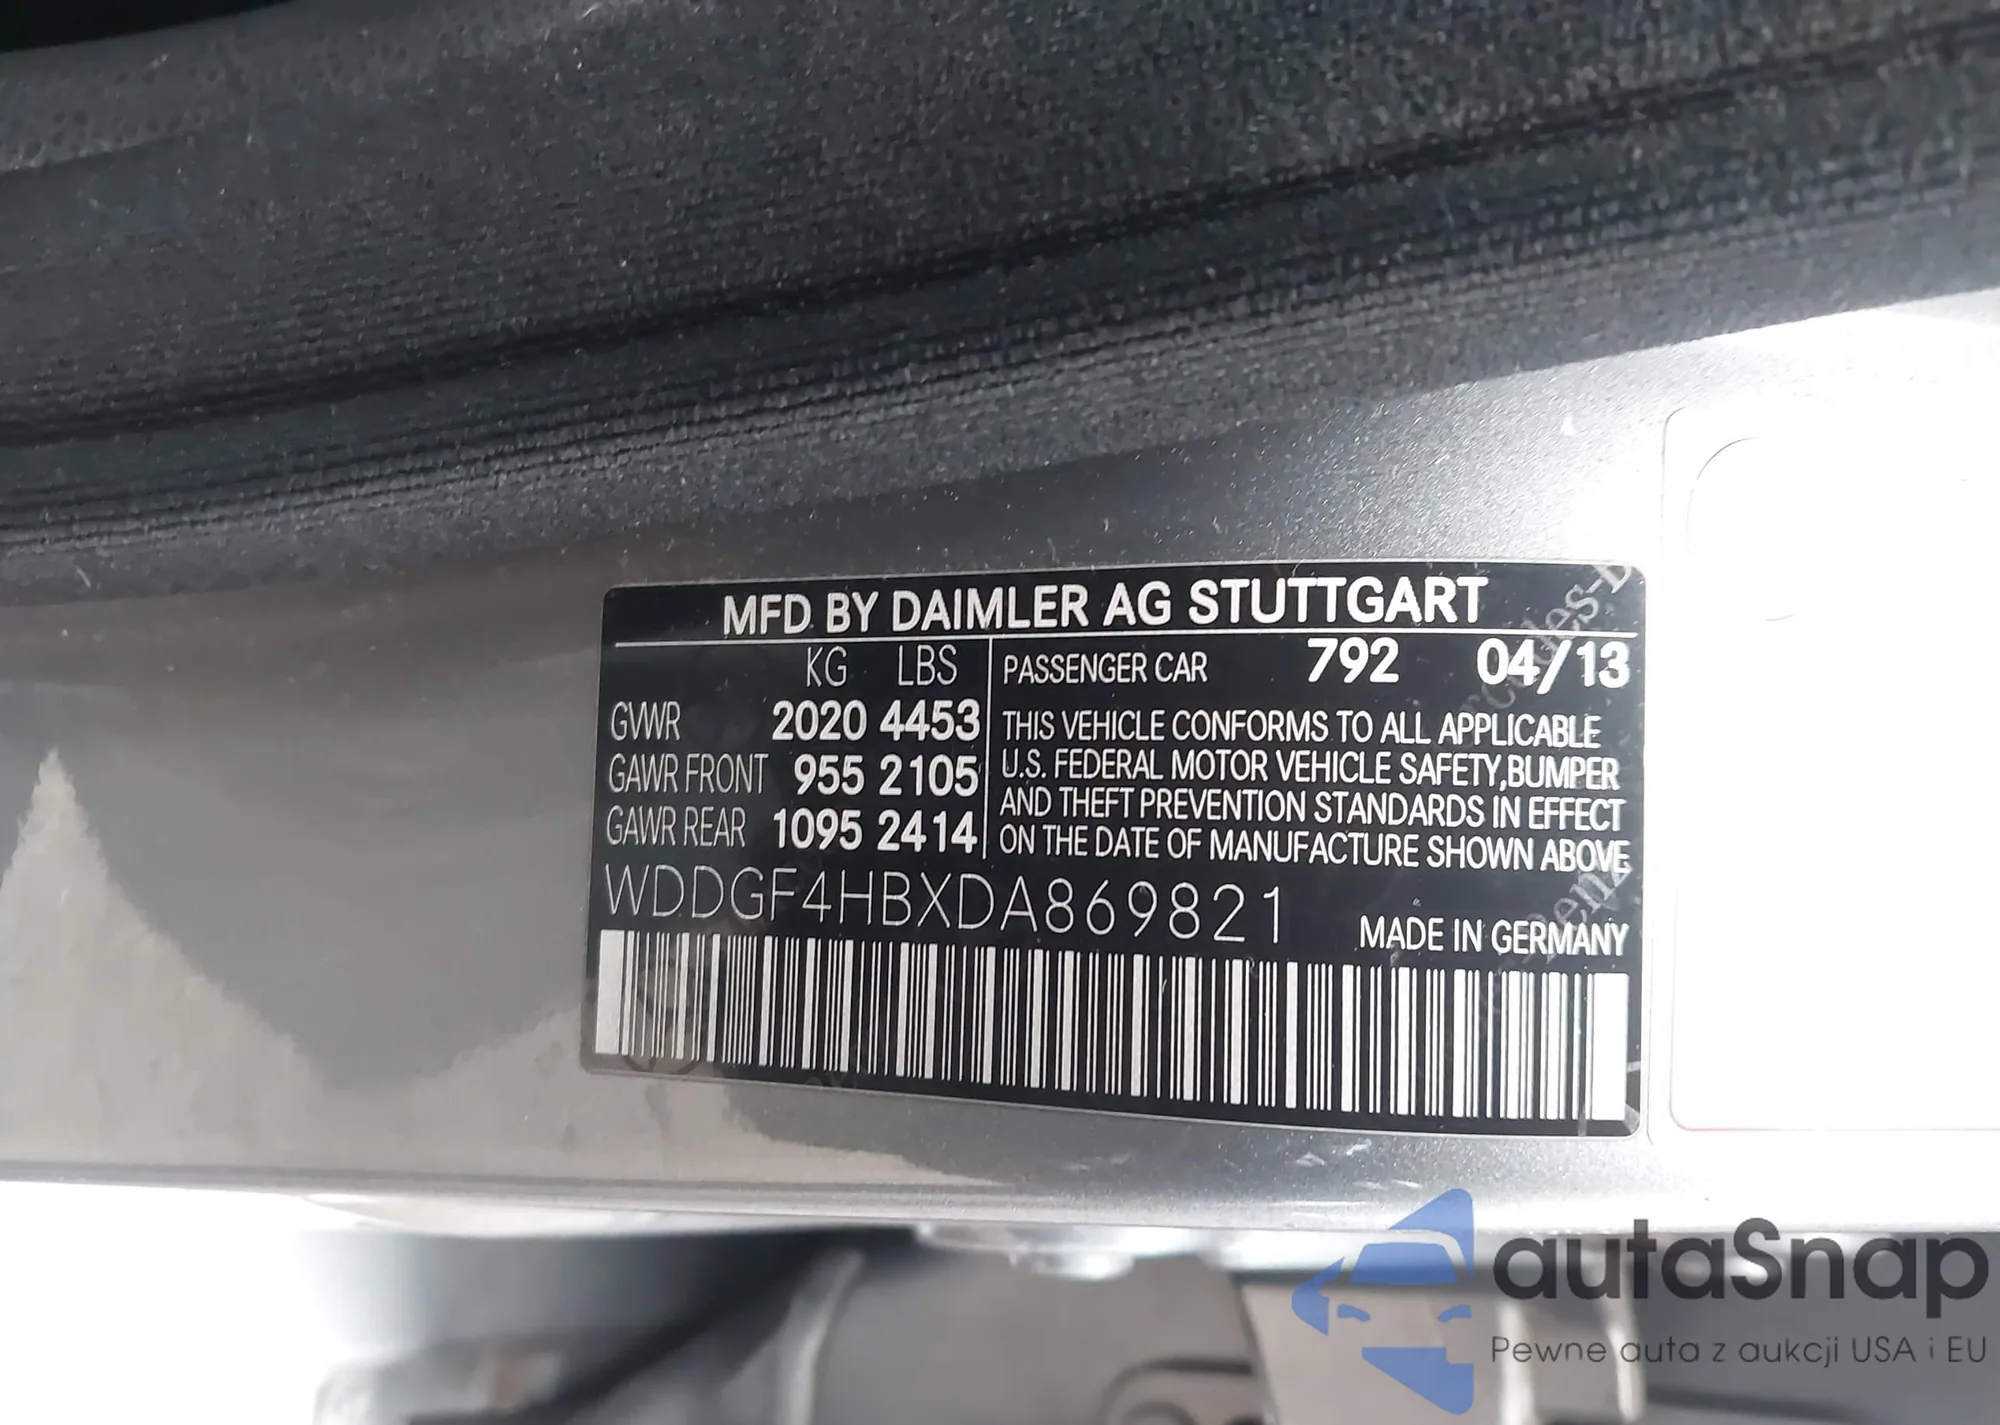 MFD BY DAIMLER AG STUTTGART
KG LBS
GVWR 2020 4453
GAWR FRONT 955 2105
GAWR REAR 1095 2414
PASSENGER CAR 792 04/13
THIS VEHICLE CONFORMS TO ALL APPLICABLE
U.S. FEDERAL MOTOR VEHICLE SAFETY,BUMPER
AND THEFT PREVENTION STANDARDS IN EFFECT
ON THE DATE OF MANUFACTURE SHOWN ABOVE
WDDGF4HBXDA869821
MADE IN GERMANY
autaSnap
Pewne auta z aukcji USA i EU